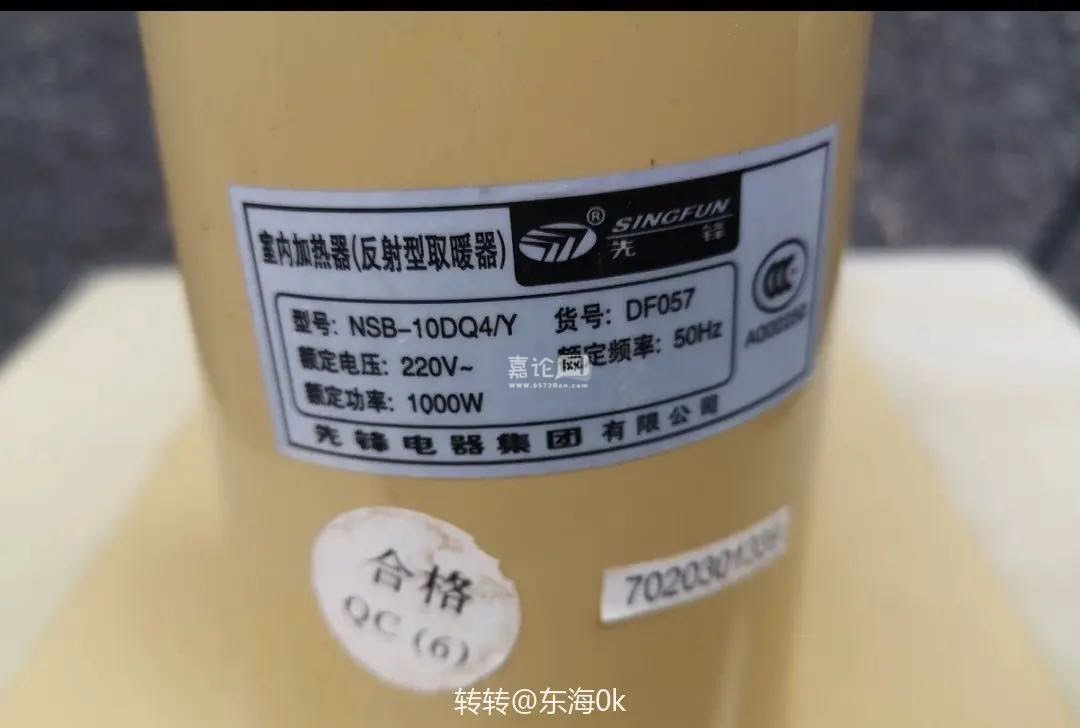 室内加热器(反射型取暖器)
® SINGFUN
先锋
型号: NSB-10DQ4/Y 货号: DF057
额定电压: 220V~ 额定频率: 50Hz
额定功率: 1000W
先锋电器集团有限公司
嘉论网
www.0573Ren.com
合格
QC (6)
转转@东海0k